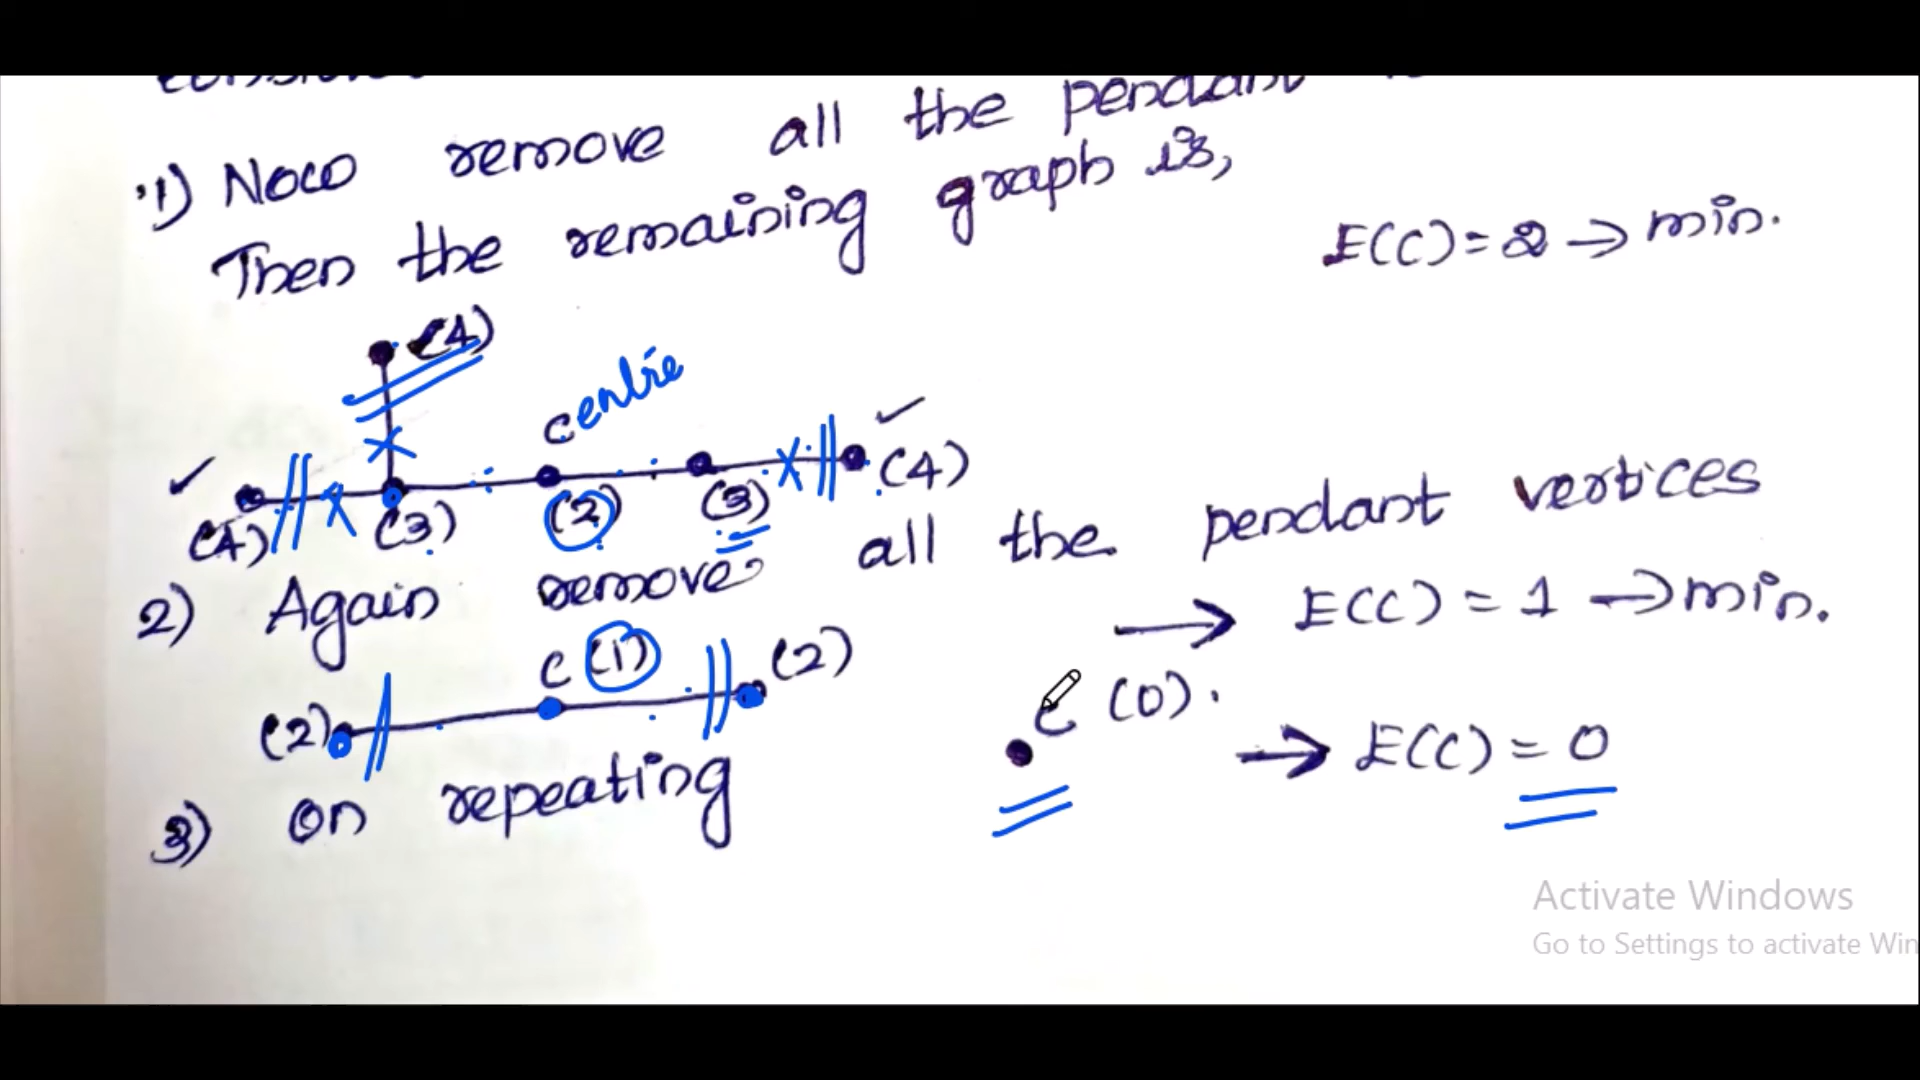 1) Now remove all the pendant
Then the remaining graph is,
E(C) = 2 → min.
(4)
centre
(4) (3) (2) (3) (4)
2) Again remove all the pendant vertices
→ E(C) = 1 → min.
(2) C (1) (2)
C (0).
→ E(C) = 0
3) on repeating
Activate Windows
Go to Settings to activate Win